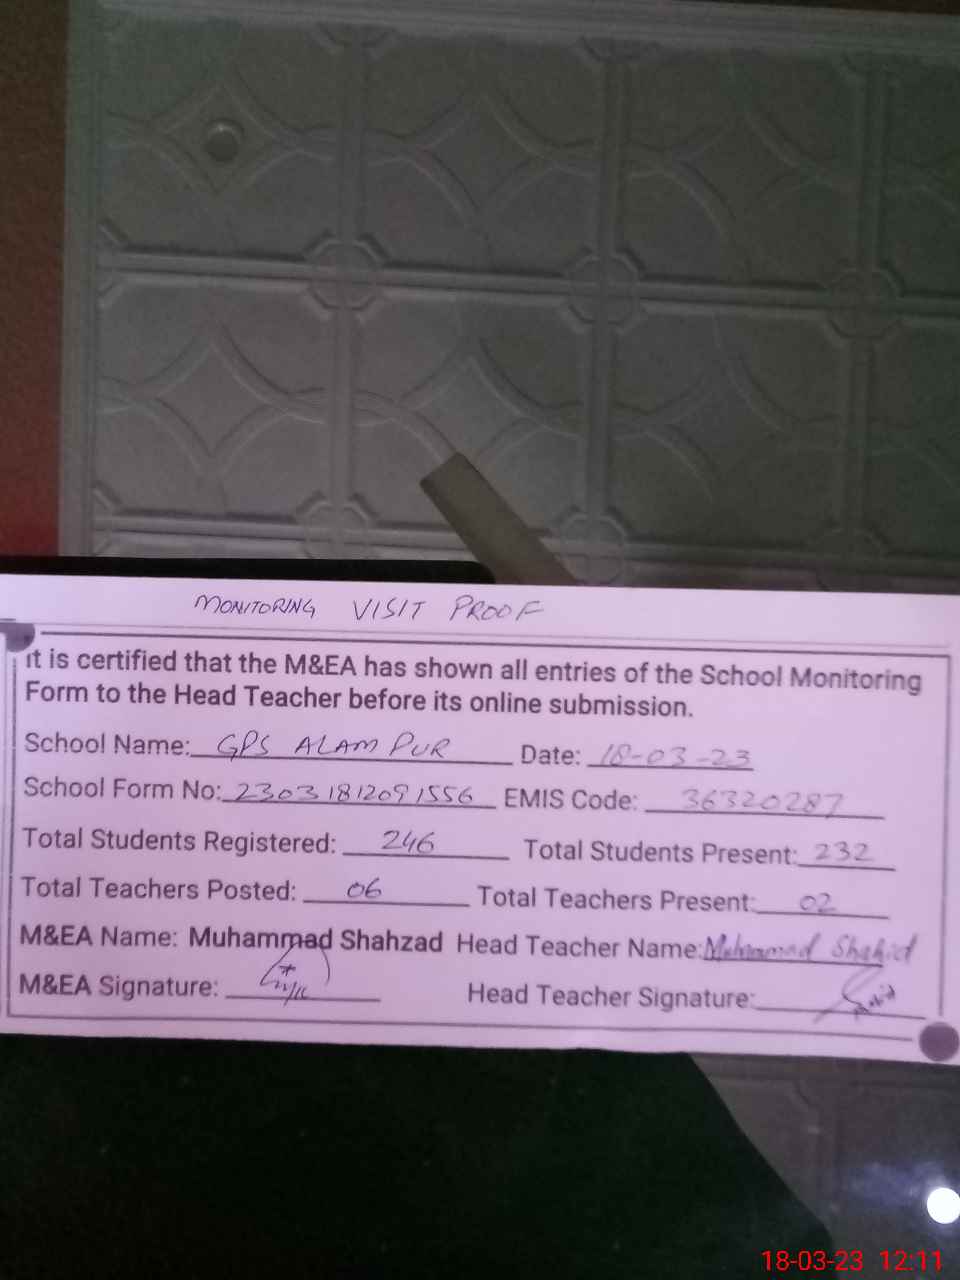 MONITORING VISIT PROOF
It is certified that the M&EA has shown all entries of the School Monitoring
Form to the Head Teacher before its online submission.
School Name: GPS ALAM PUR Date: 18-03-23
School Form No: 23031812091556 EMIS Code: 36320287
Total Students Registered: 246 Total Students Present: 232
Total Teachers Posted: 06 Total Teachers Present: 02
M&EA Name: Muhammad Shahzad Head Teacher Name: Muhammad Shahid
M&EA Signature: Head Teacher Signature:
18-03-23 12:11